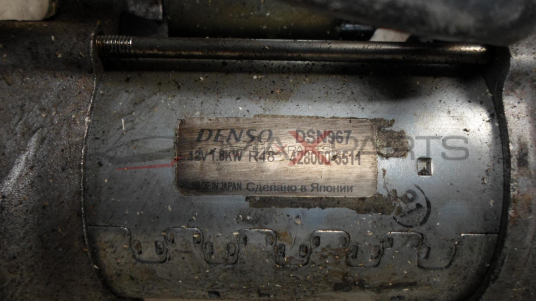 DENSO DSN967
12V 1.8KW R48 428000-5511
MADE IN JAPAN Сделано в Японии